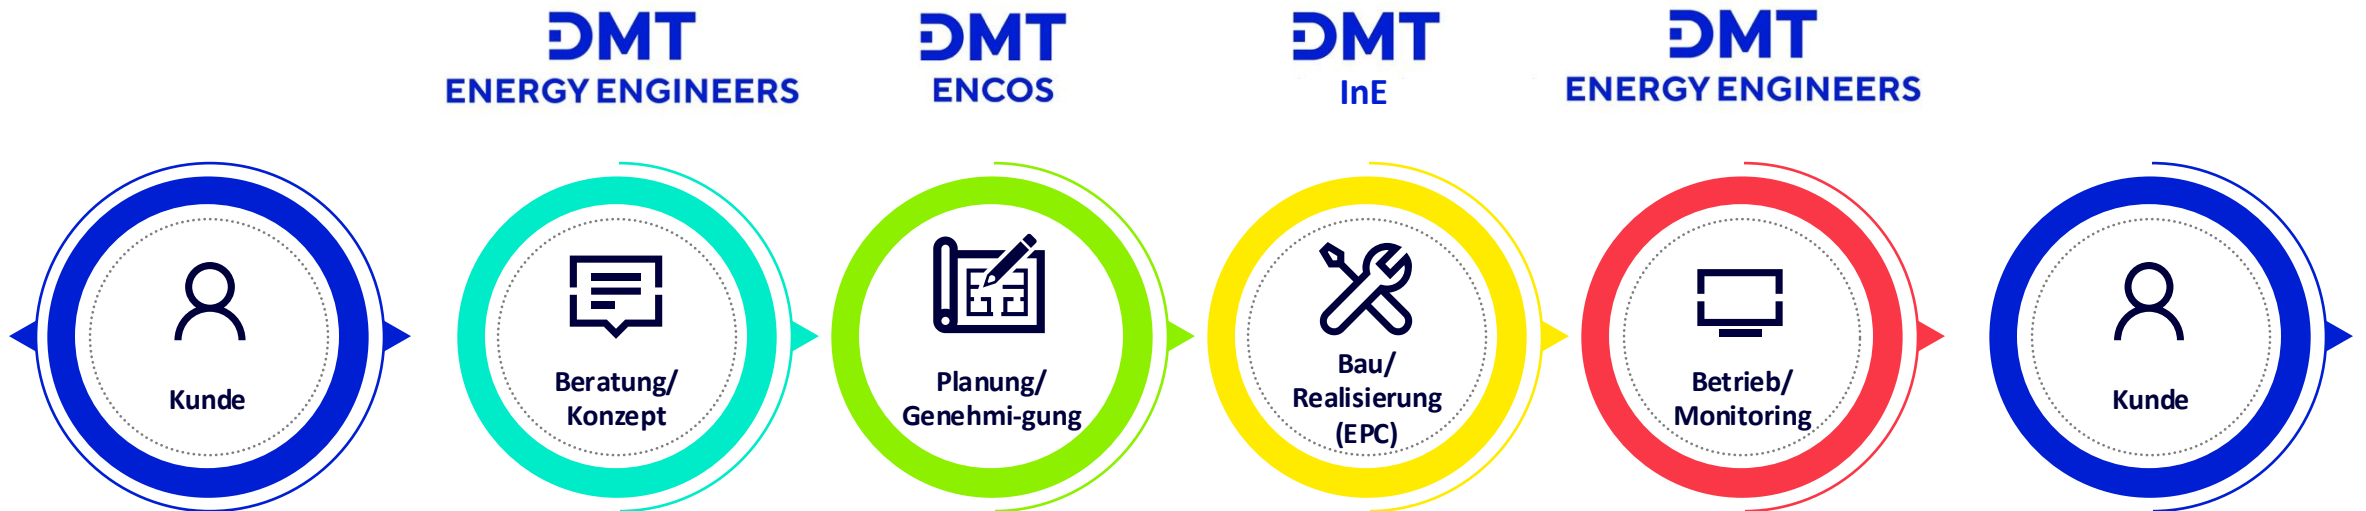 DMT
ENERGY ENGINEERS
DMT
ENCOS
DMT
InE
DMT
ENERGY ENGINEERS
Kunde
Beratung/
Konzept
Planung/
Genehmi-gung
Bau/
Realisierung
(EPC)
Betrieb/
Monitoring
Kunde